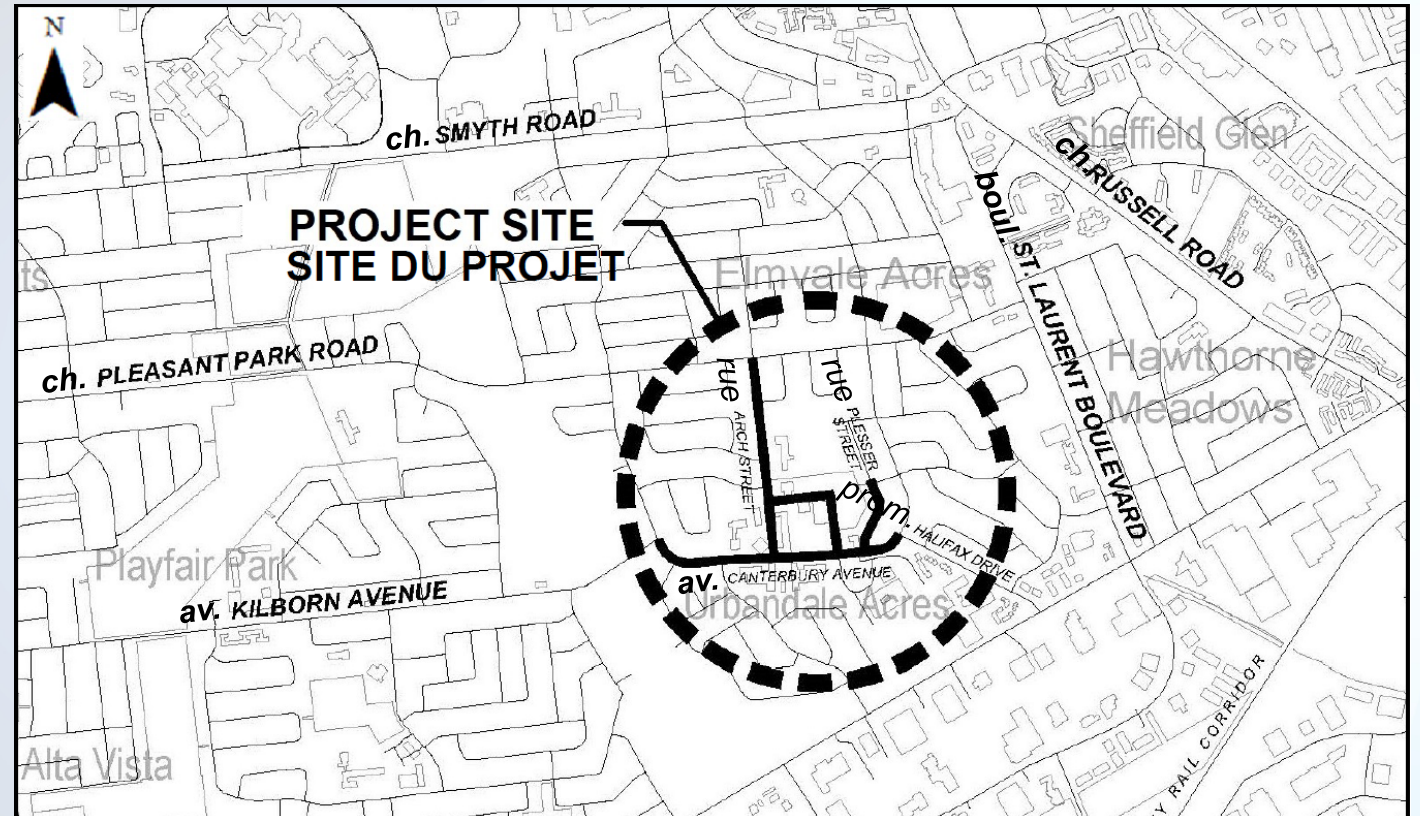 N
ch. SMYTH ROAD
Sheffield Glen
ch.RUSSELL ROAD
boul. ST. LAURENT BOULEVARD
PROJECT SITE
SITE DU PROJET
Elmvale Acres
ts
ch. PLEASANT PARK ROAD
Hawthorne
Meadows
rue ARCH STREET
rue PLESSER
STREET
prom. HALIFAX DRIVE
Playfair Park
av. CANTERBURY AVENUE
av. KILBORN AVENUE
Urbandale Acres
Alta Vista
Y RAIL CORRIDOR